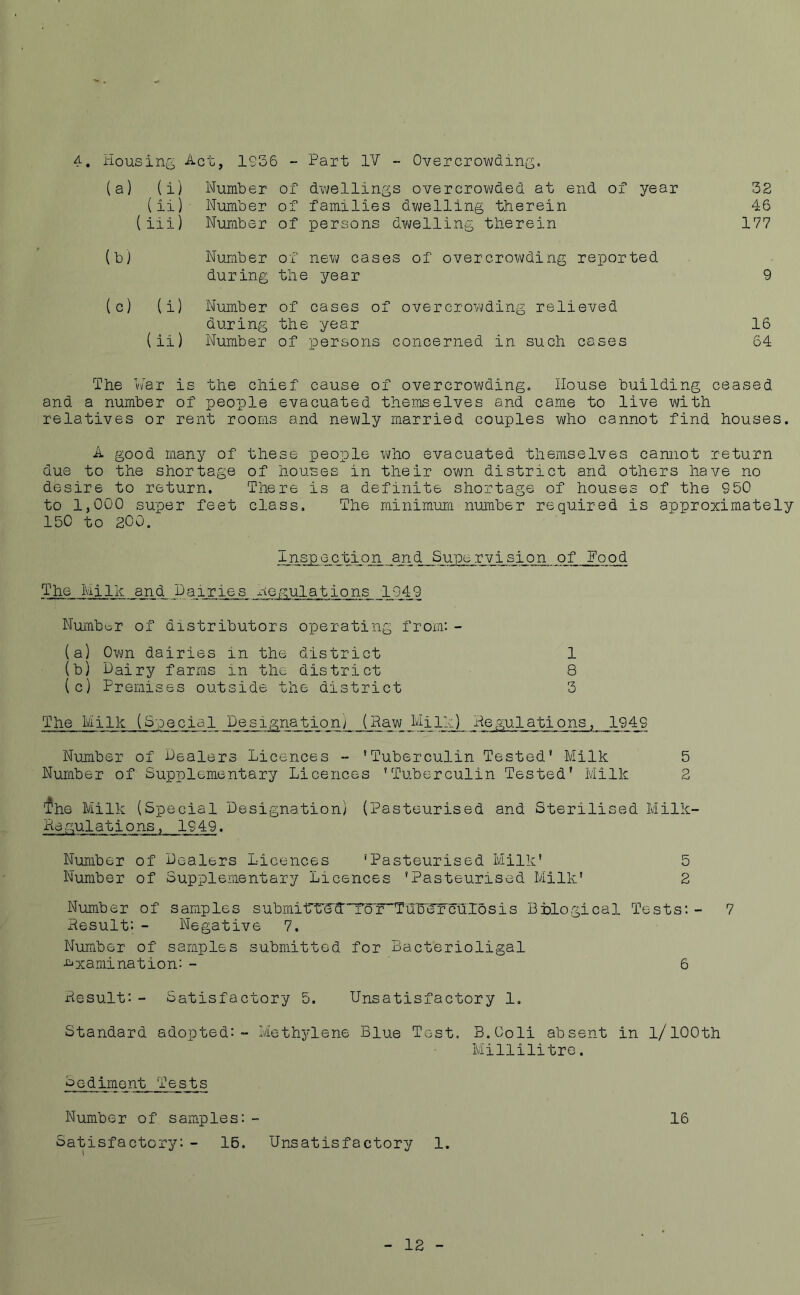 4. Housing Act, 1936 - Part IV - Overcrowding.
(a) (i) Number of dwellings overcrowded at end of year 32
(ii) Number of families dwelling therein 46
(iii) Number of persons dwelling therein 177
(b) Number of new cases of overcrowding reported
during the year 9
(c) (i) Number of cases of overcrowding relieved
during the year 16
(ii) Number of persons concerned in such cases 64
The War is the chief cause of overcrowding. House building ceased
and a number of people evacuated themselves and came to live with
relatives or rent rooms and newly married couples who cannot find houses.
A good many of these people who evacuated themselves cannot return
due to the shortage of houses in their own district and others have no
desire to return. There is a definite shortage of houses of the 950
to 1,000 super feet class. The minimum number required is approximately
150 to 200.
Inspection and Supervision of Food
The Milk and Dairies Regulations 1949
Number of distributors operating from:-
(a) Own dairies in the district 1
(b) Dairy farms in the district 8
(c) Premises outside the district 3
The Milk (Special Designation) (Raw Milk) Regulations, 1949
Number of Dealers Licences - 'Tuberculin Tested' Milk 5
Number of Supplementary Licences 'Tuberculin Tested' Milk 2
The Milk (Special Designation) (Pasteurised and Sterilised Milk-
Regulations, 1949.
Number of Dealers Licences 'Pasteurised Milk' 5
Number of Supplementary Licences 'Pasteurised Milk' 2
Number of samples submitted for Tuberculosis Biblogical Tests:- 7
Result:- Negative 7.
Number of samples submitted for Bacterioligal
Examination:- 6
Result:- Satisfactory 5. Unsatisfactory 1.
Standard adopted:- Methylene Blue Test. B.Coli absent in 1/100th
Millilitre.
Sediment Tests
Number of samples:- 16
Satisfactory:- 15. Unsatisfactory 1.
- 12 -